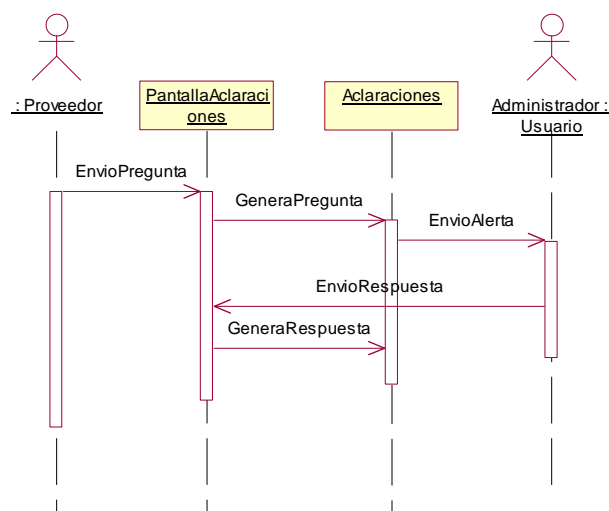 : Proveedor
PantallaAclaraci
ones
Aclaraciones
Administrador :
Usuario
EnvioPregunta
GeneraPregunta
EnvioAlerta
EnvioRespuesta
GeneraRespuesta